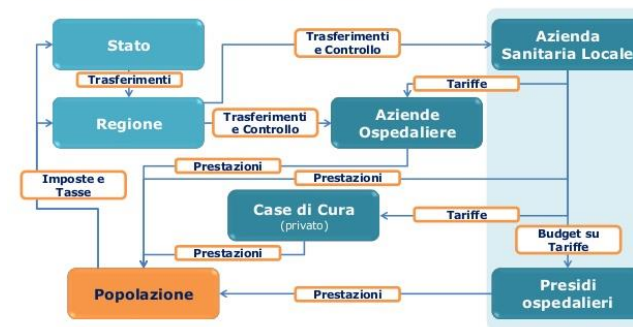 Trasferimenti
e Controllo
Azienda
Sanitaria Locale
Stato
Trasferimenti
Tariffe
Regione
Trasferimenti
e Controllo
Aziende
Ospedaliere
Prestazioni
Imposte e
Tasse
Prestazioni
Case di Cura
(privato)
Tariffe
Budget su
Tariffe
Prestazioni
Popolazione
Prestazioni
Presidi
ospedalieri